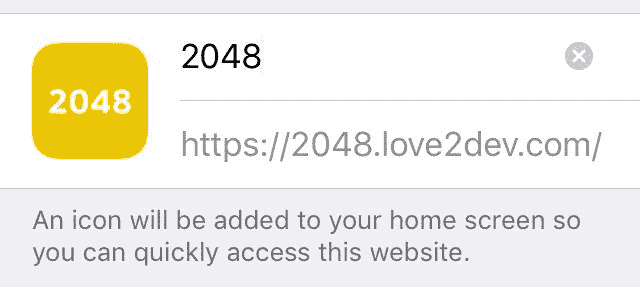 2048
2048
https://2048.love2dev.com/
An icon will be added to your home screen so
you can quickly access this website.